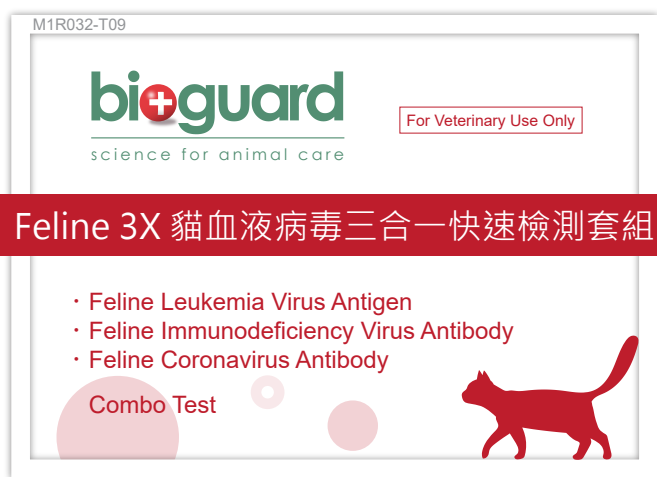 M1R032-T09
bioguard
science for animal care
For Veterinary Use Only
Feline 3X 貓血液病毒三合一快速檢測套組
· Feline Leukemia Virus Antigen
· Feline Immunodeficiency Virus Antibody
· Feline Coronavirus Antibody
Combo Test